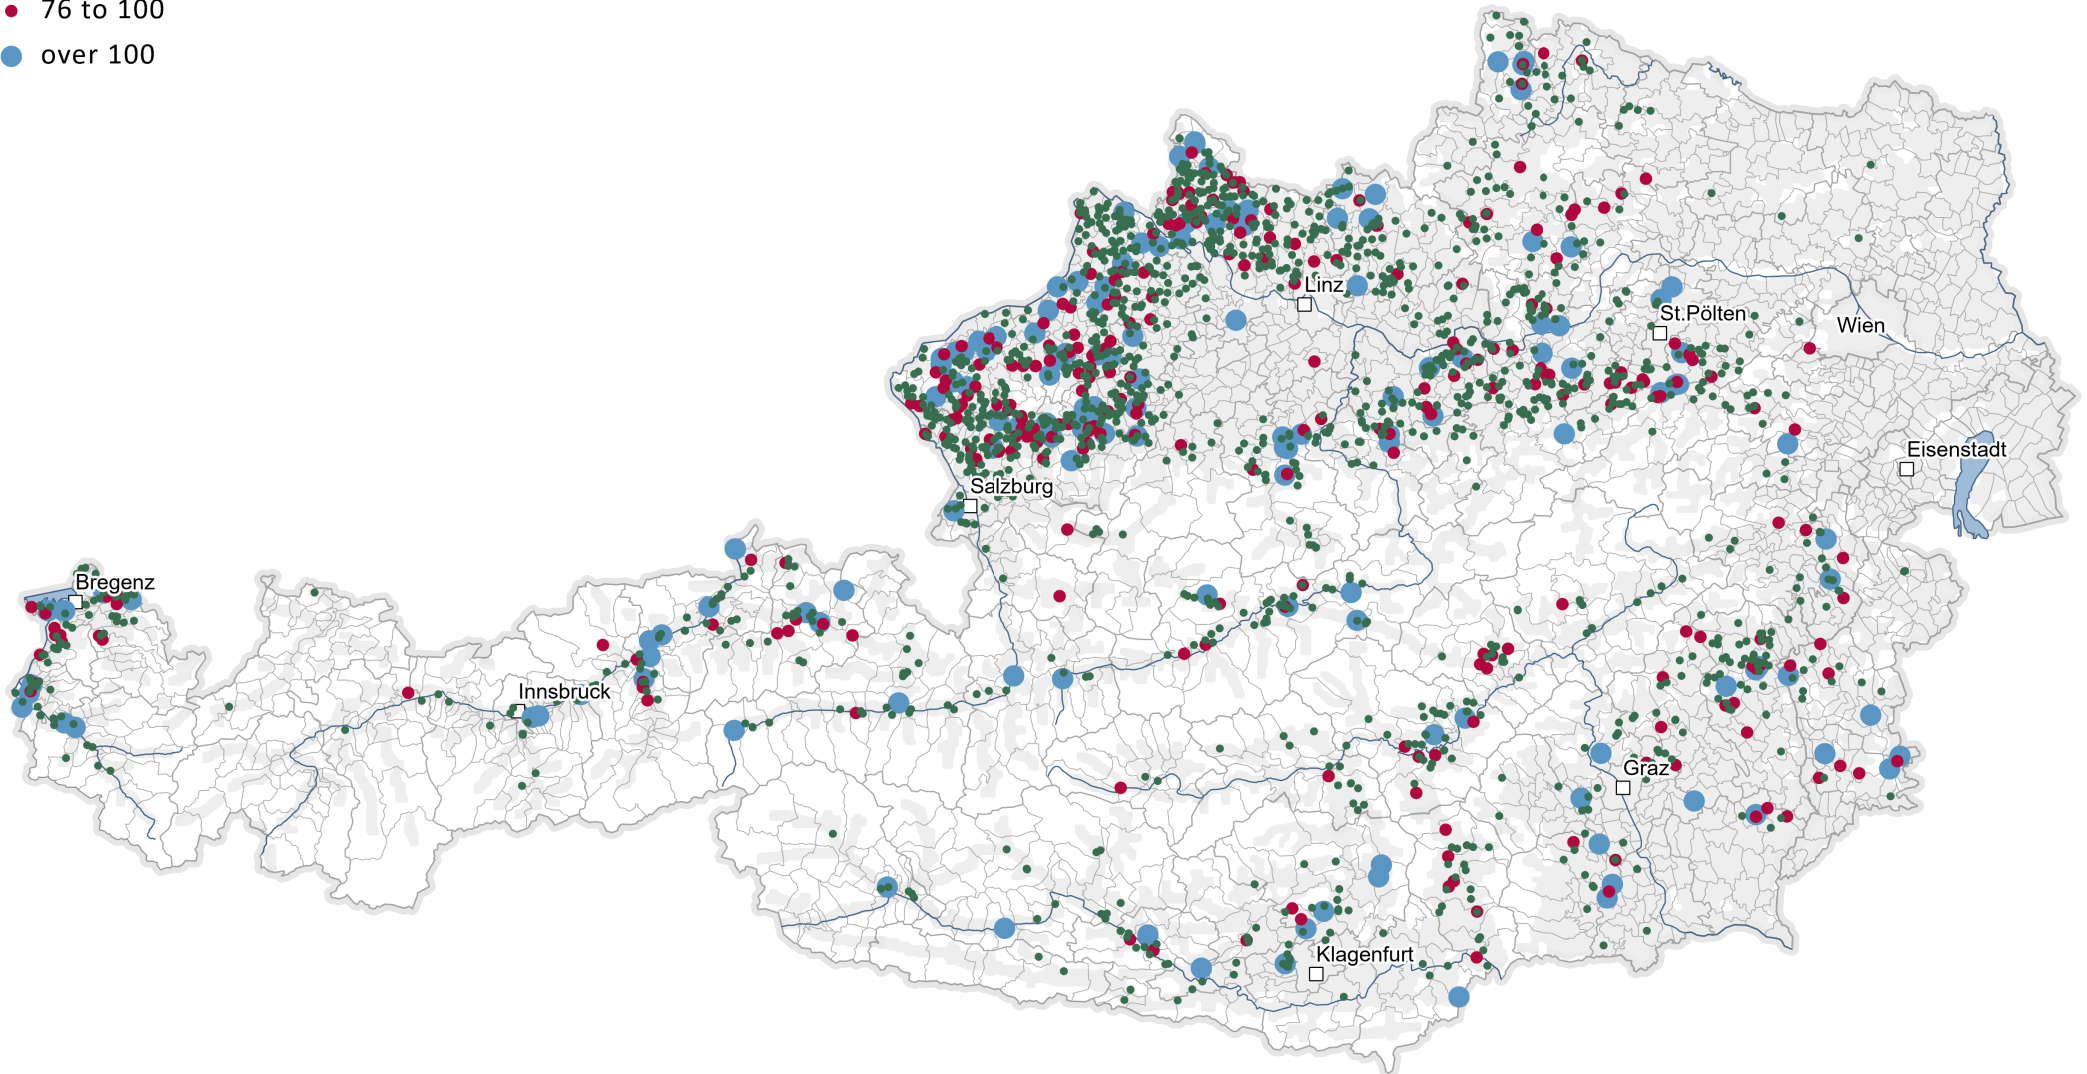 76 to 100
over 100
Linz
St.Pölten
Wien
Eisenstadt
Salzburg
Bregenz
Innsbruck
Graz
Klagenfurt